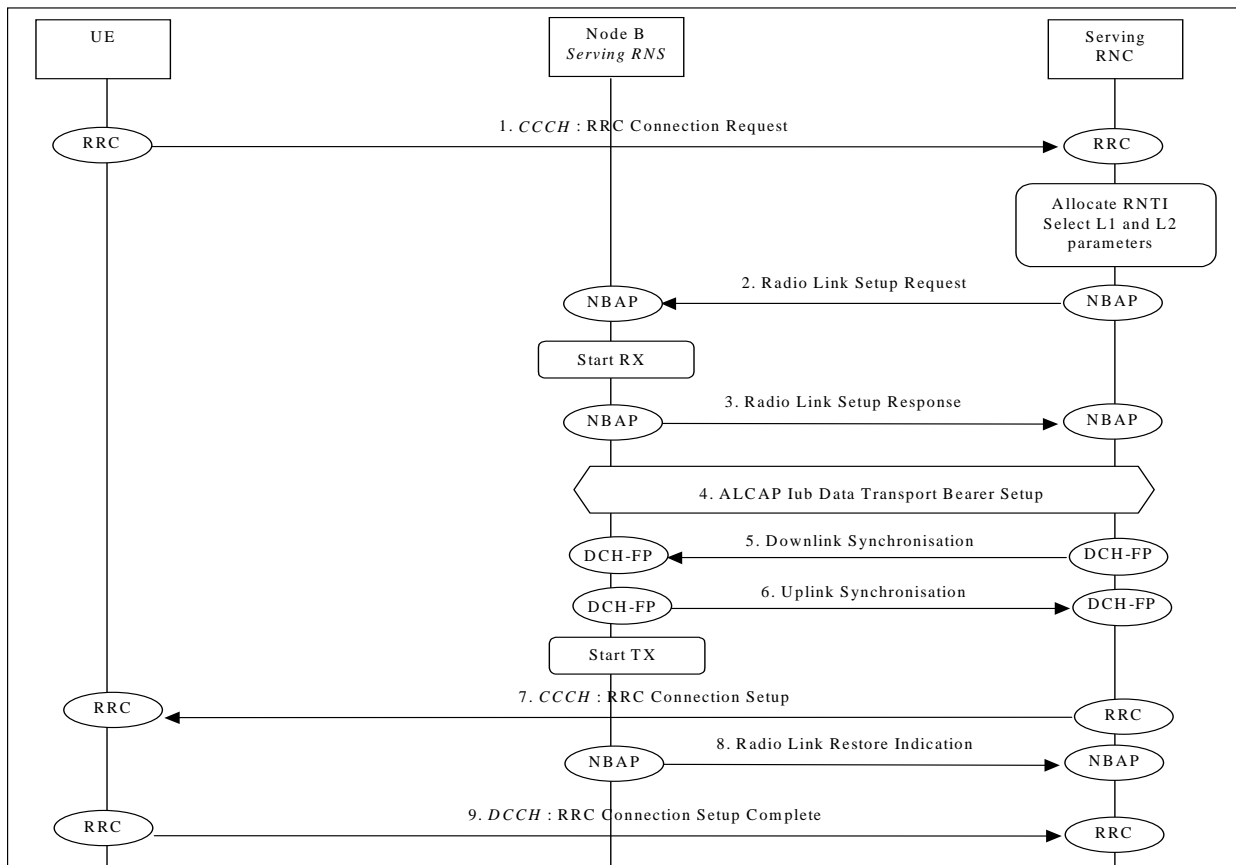 UE
Node B
Serving RNS
Serving
RNC
1. CCCH : RRC Connection Request
RRC
RRC
Allocate RNTI
Select L1 and L2
parameters
2. Radio Link Setup Request
NBAP
NBAP
Start RX
3. Radio Link Setup Response
NBAP
NBAP
4. ALCAP Iub Data Transport Bearer Setup
5. Downlink Synchronisation
DCH-FP
DCH-FP
6. Uplink Synchronisation
DCH-FP
DCH-FP
Start TX
7. CCCH : RRC Connection Setup
RRC
RRC
8. Radio Link Restore Indication
NBAP
NBAP
9. DCCH : RRC Connection Setup Complete
RRC
RRC